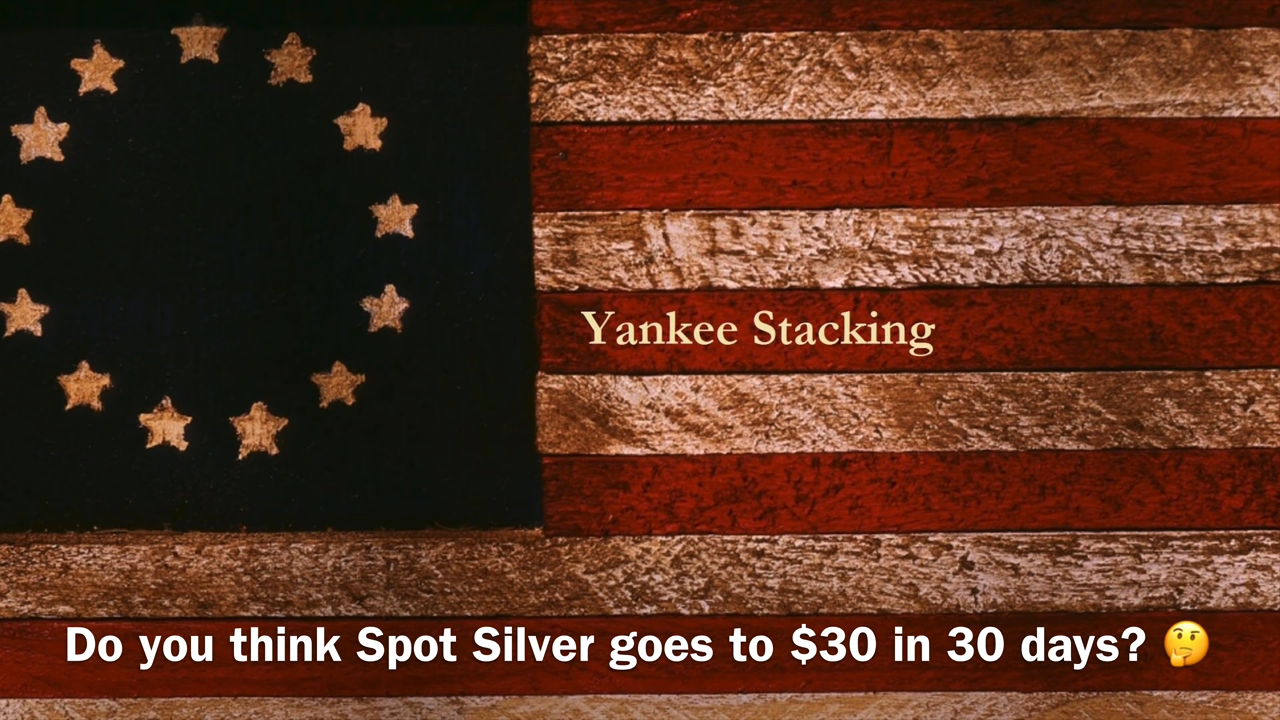 Yankee Stacking
Do you think Spot Silver goes to $30 in 30 days? 🤔